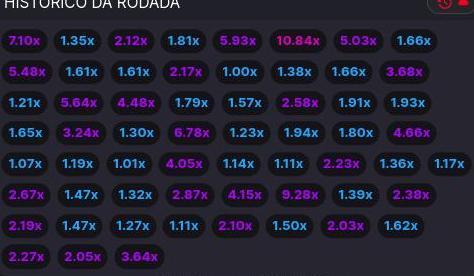 HISTÓRICO DA RODADA
7.10x 1.35x 2.12x 1.81x 5.93x 10.84x 5.03x 1.66x
5.48x 1.61x 1.61x 2.17x 1.00x 1.38x 1.66x 3.68x
1.21x 5.64x 4.48x 1.79x 1.57x 2.58x 1.91x 1.93x
1.65x 3.24x 1.30x 6.78x 1.23x 1.94x 1.80x 4.66x
1.07x 1.19x 1.01x 4.05x 1.14x 1.11x 2.23x 1.36x 1.17x
2.67x 1.47x 1.32x 2.87x 4.15x 9.28x 1.39x 2.38x
2.19x 1.47x 1.27x 1.11x 2.10x 1.50x 2.03x 1.62x
2.27x 2.05x 3.64x